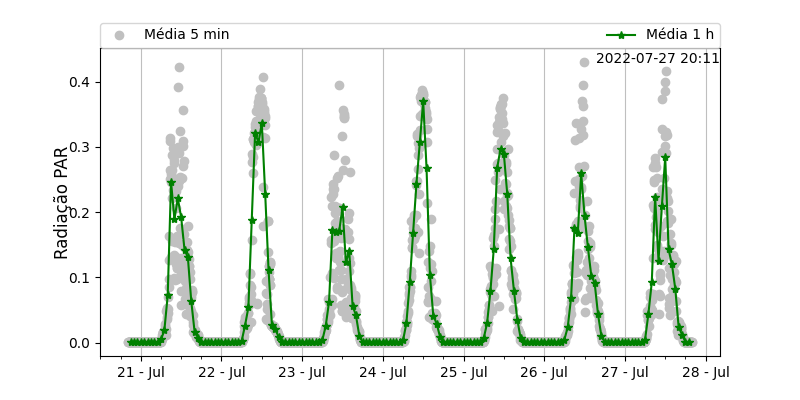 Média 5 min
Média 1 h
2022-07-27 20:11
Radiação PAR
0.4
0.3
0.2
0.1
0.0
21 - Jul
22 - Jul
23 - Jul
24 - Jul
25 - Jul
26 - Jul
27 - Jul
28 - Jul